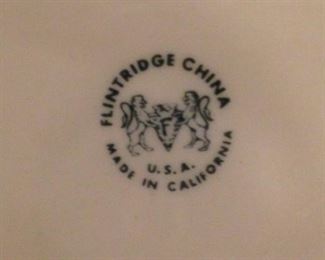 FLINTRIDGE CHINA
F
U.S.A.
MADE IN CALIFORNIA